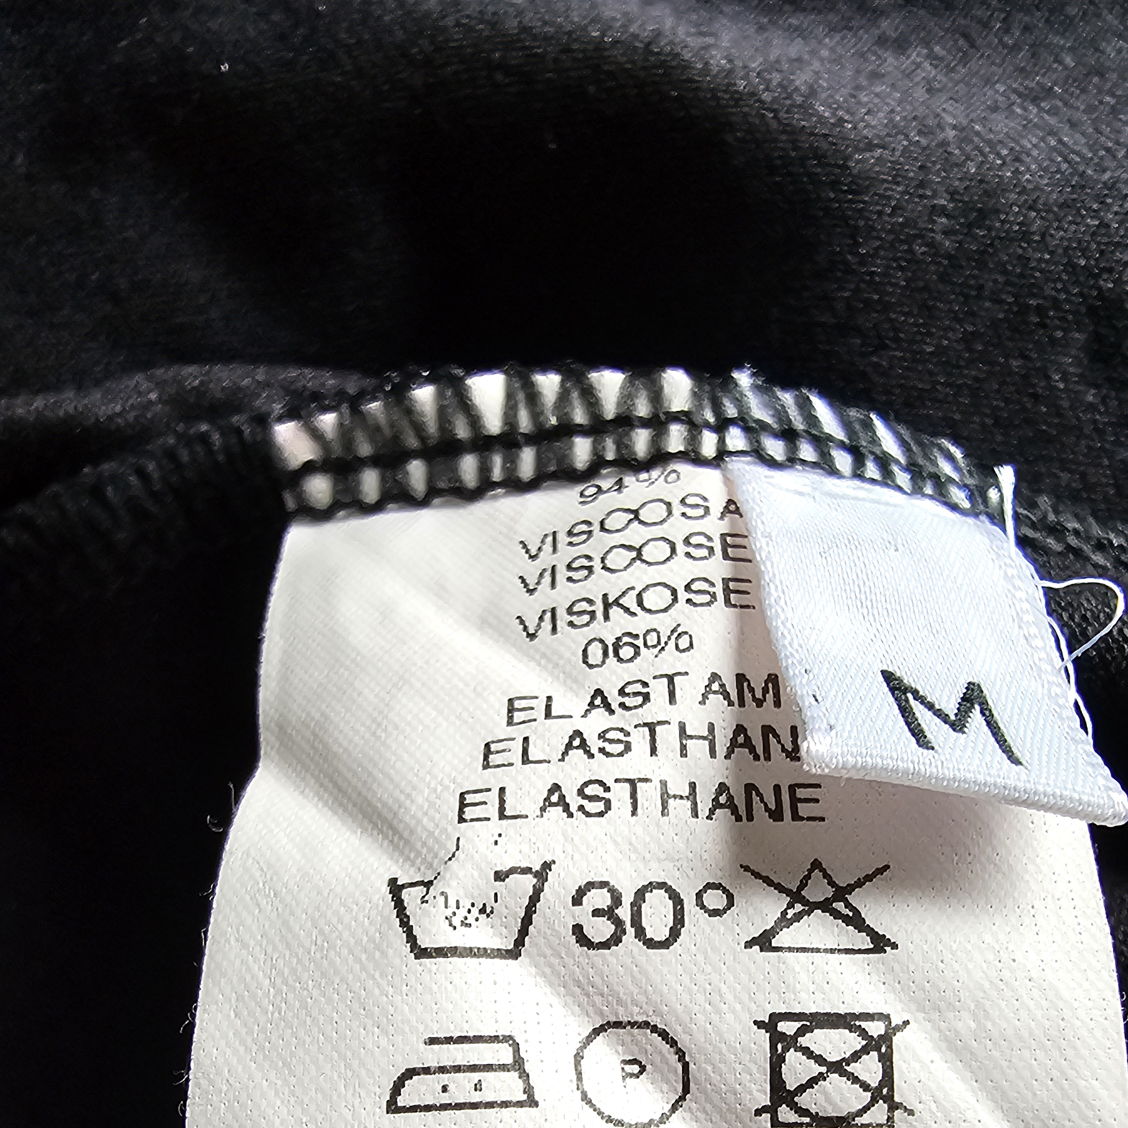 94%
VISCOSA
VISCOSE
VISKOSE
06%
ELASTAM
ELASTHAN
ELASTHANE
M
30°
P